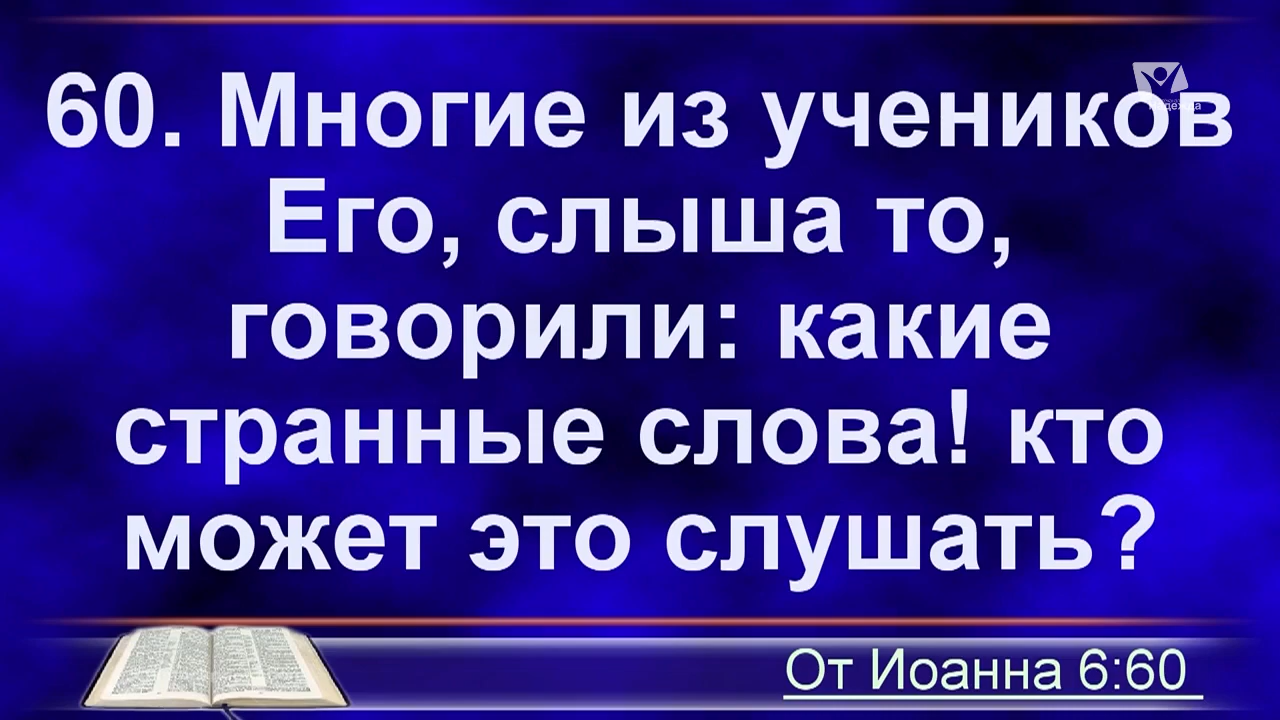 60. Многие из учеников
Его, слыша то,
говорили: какие
странные слова! кто
может это слушать?
От Иоанна 6:60
Надежда